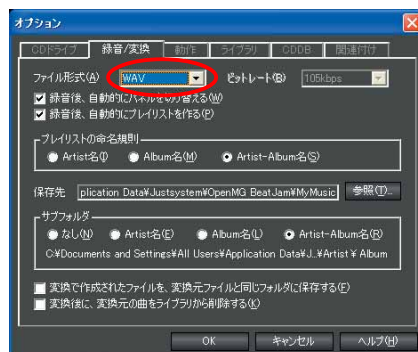 オプション
CDドライブ 録音/変換 動作 ライブラリ CDDB 関連付け
ファイル形式(A) WAV ビットレート(B) 105kbps
録音後、自動的にパネルを切り替える(W)
録音後、自動的にプレイリストを作る(P)
プレイリストの命名規則
Artist名(I) Album名(M) Artist-Album名(S)
保存先 plication Data¥Justsystem¥OpenMG BeatJam¥MyMusic 参照(T)...
サブフォルダ
なし(N) Artist名(E) Album名(L) Artist-Album名(R)
C:¥Documents and Settings¥All Users¥Application Data¥J..¥Artist¥ Album
変換で作成されたファイルを、変換元ファイルと同じフォルダに保存する(F)
変換後に、変換元の曲をライブラリから削除する(K)
OK キャンセル ヘルプ(H)